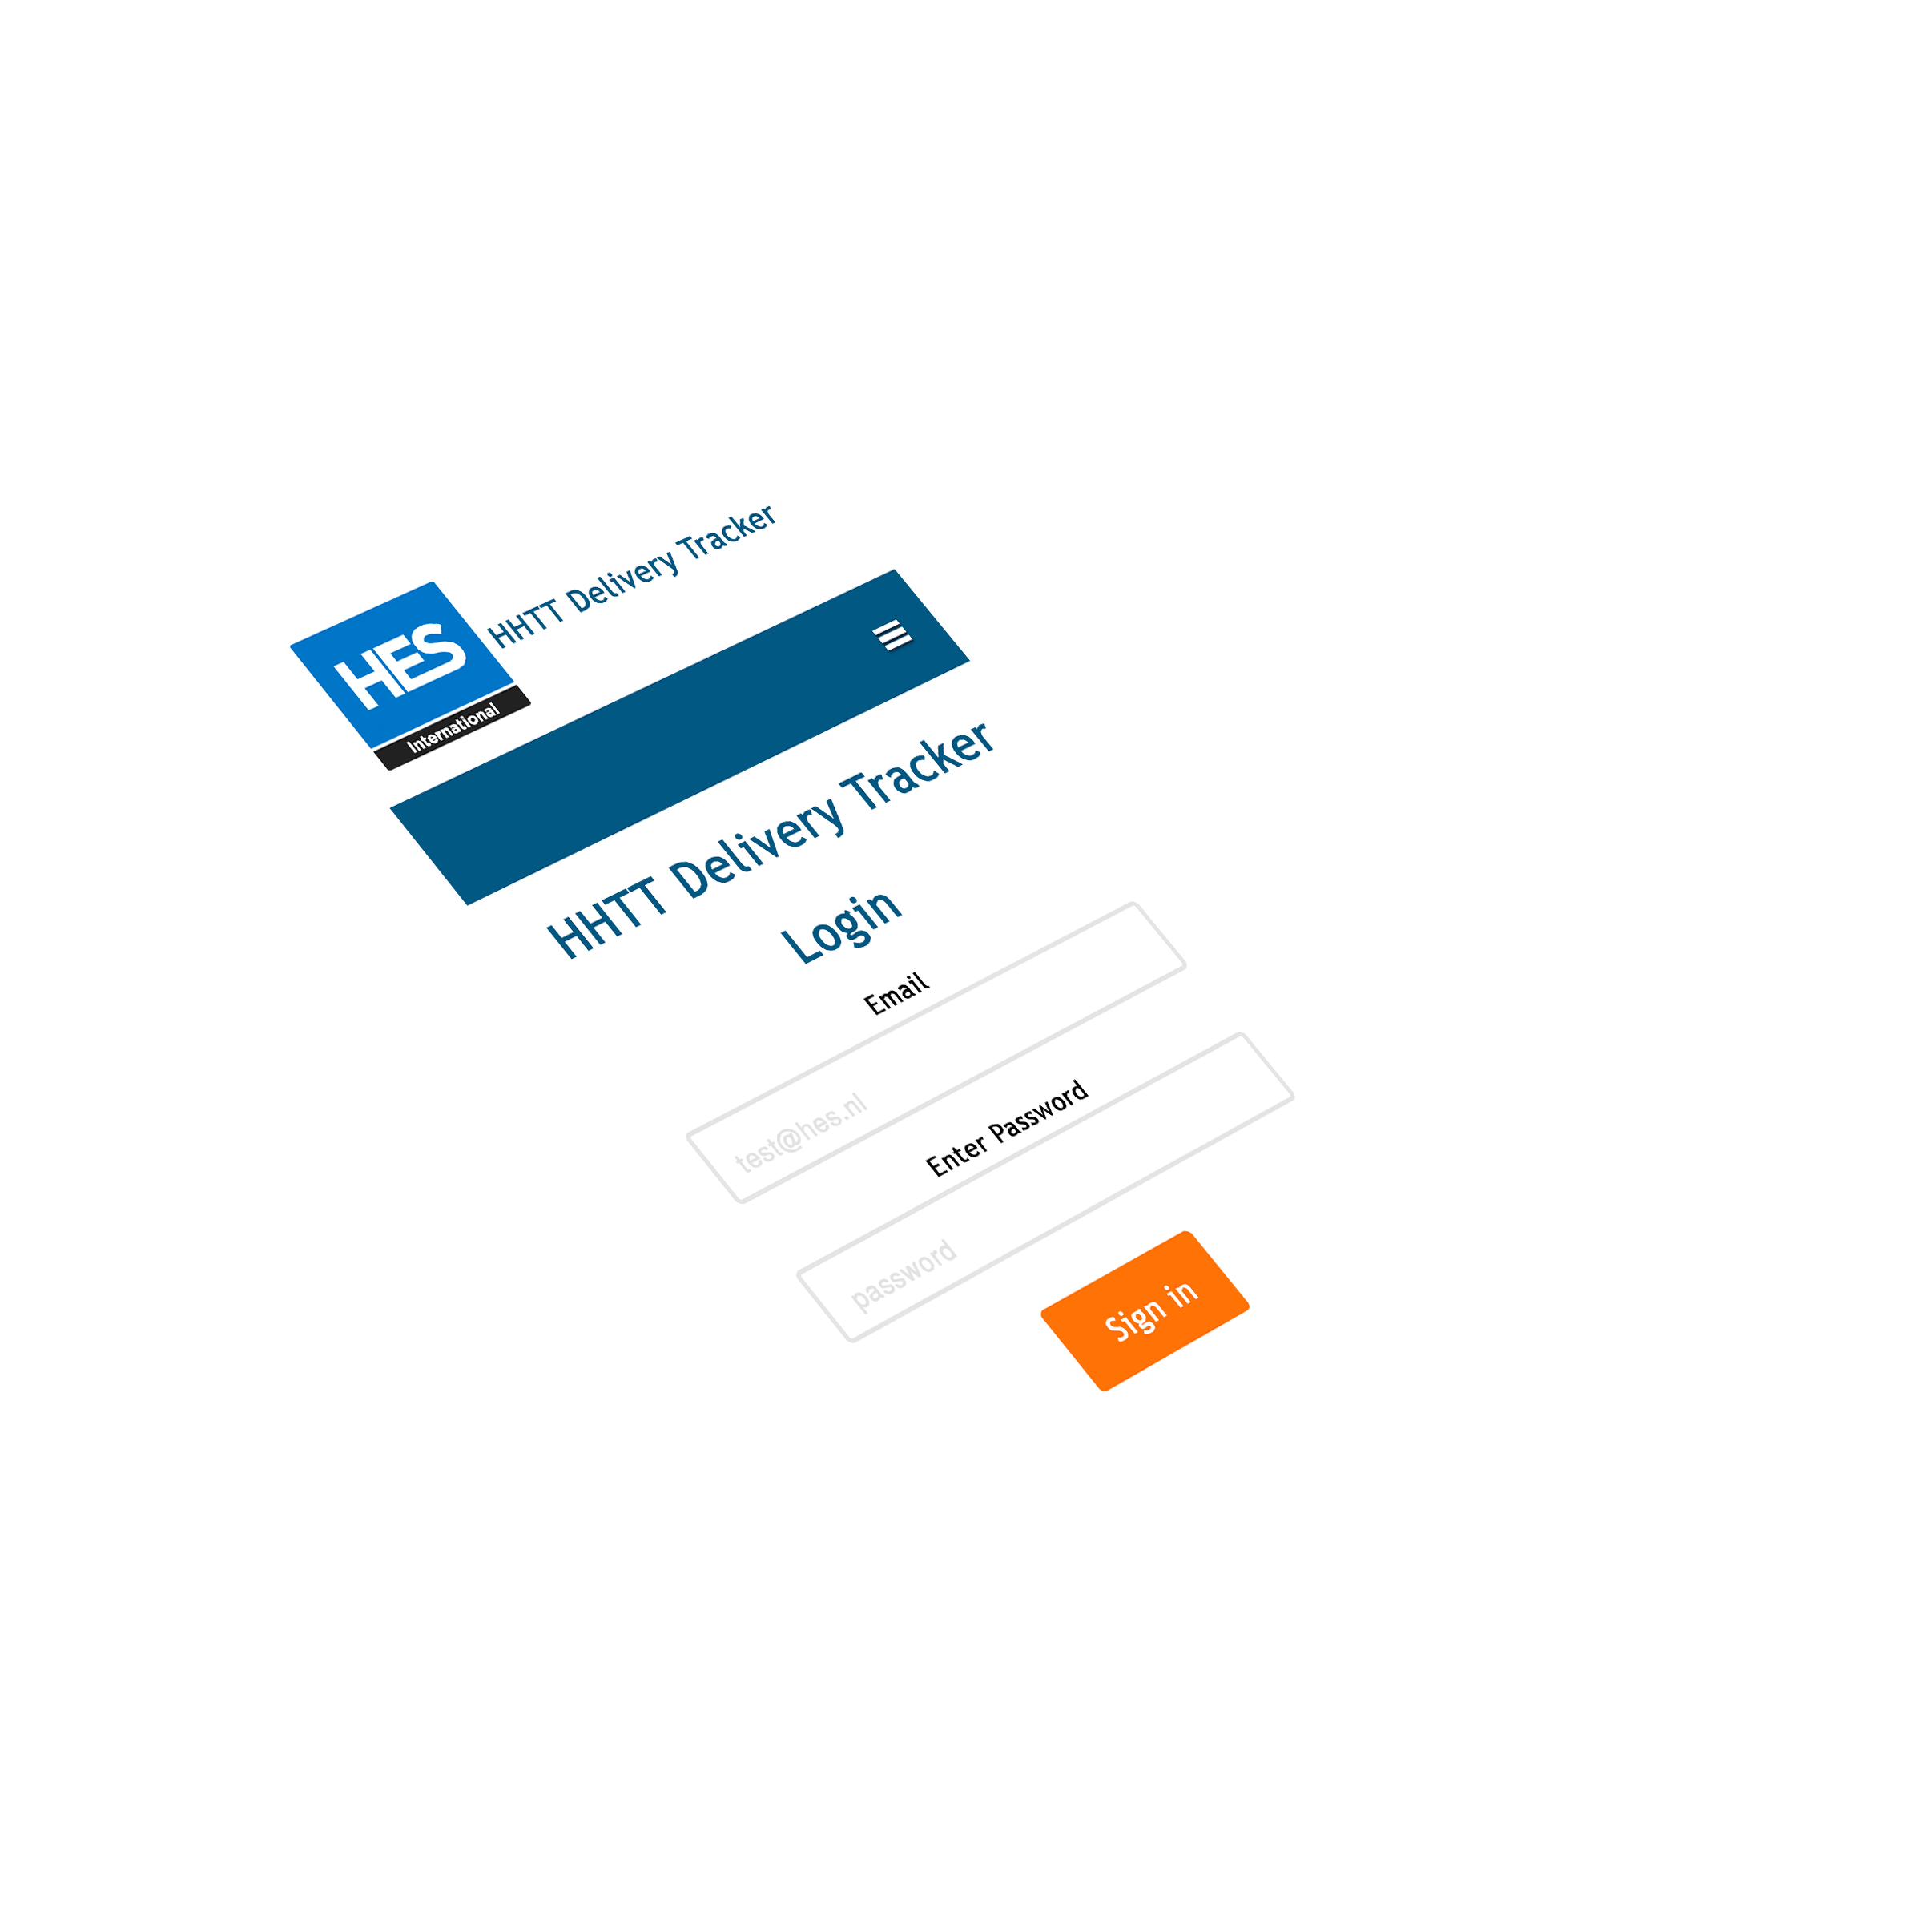 HHTT Delivery Tracker
HES
International
HHTT Delivery Tracker
Login
Email
test@hes.nl
Enter Password
password
Sign in